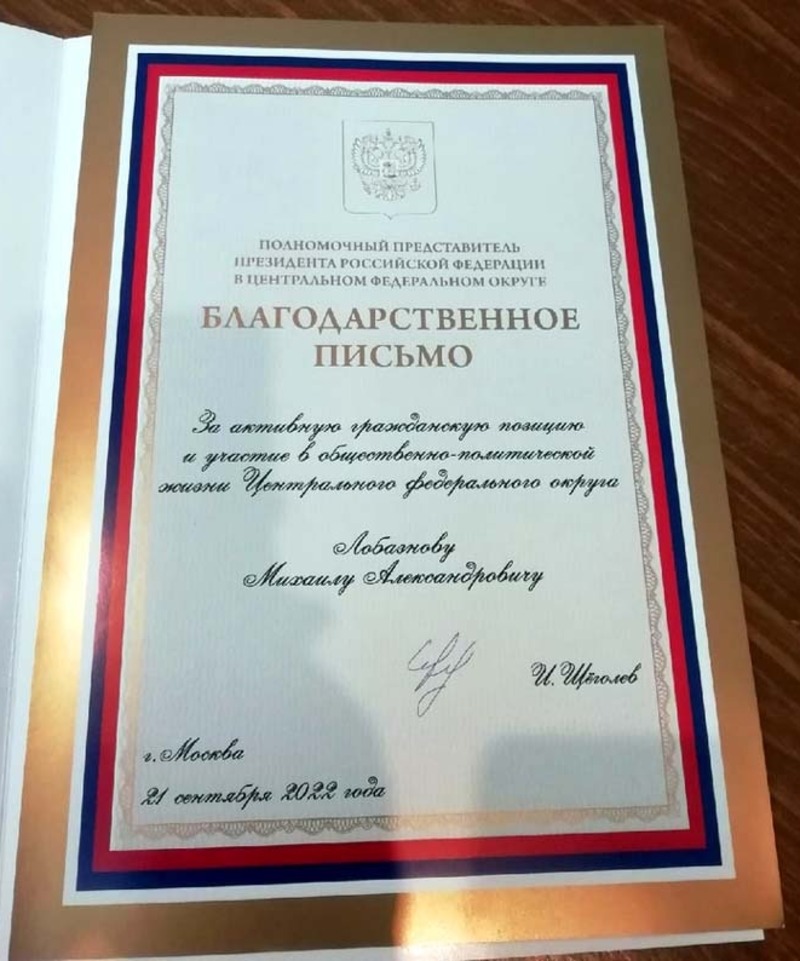 ПОЛНОМОЧНЫЙ ПРЕДСТАВИТЕЛЬ
ПРЕЗИДЕНТА РОССИЙСКОЙ ФЕДЕРАЦИИ
В ЦЕНТРАЛЬНОМ ФЕДЕРАЛЬНОМ ОКРУГЕ
БЛАГОДАРСТВЕННОЕ
ПИСЬМО
За активную гражданскую позицию
и участие в общественно-политической
жизни Центрального федерального округа
Лобазнову
Михаилу Александровичу
И. Щёголев
г. Москва
21 сентября 2022 года